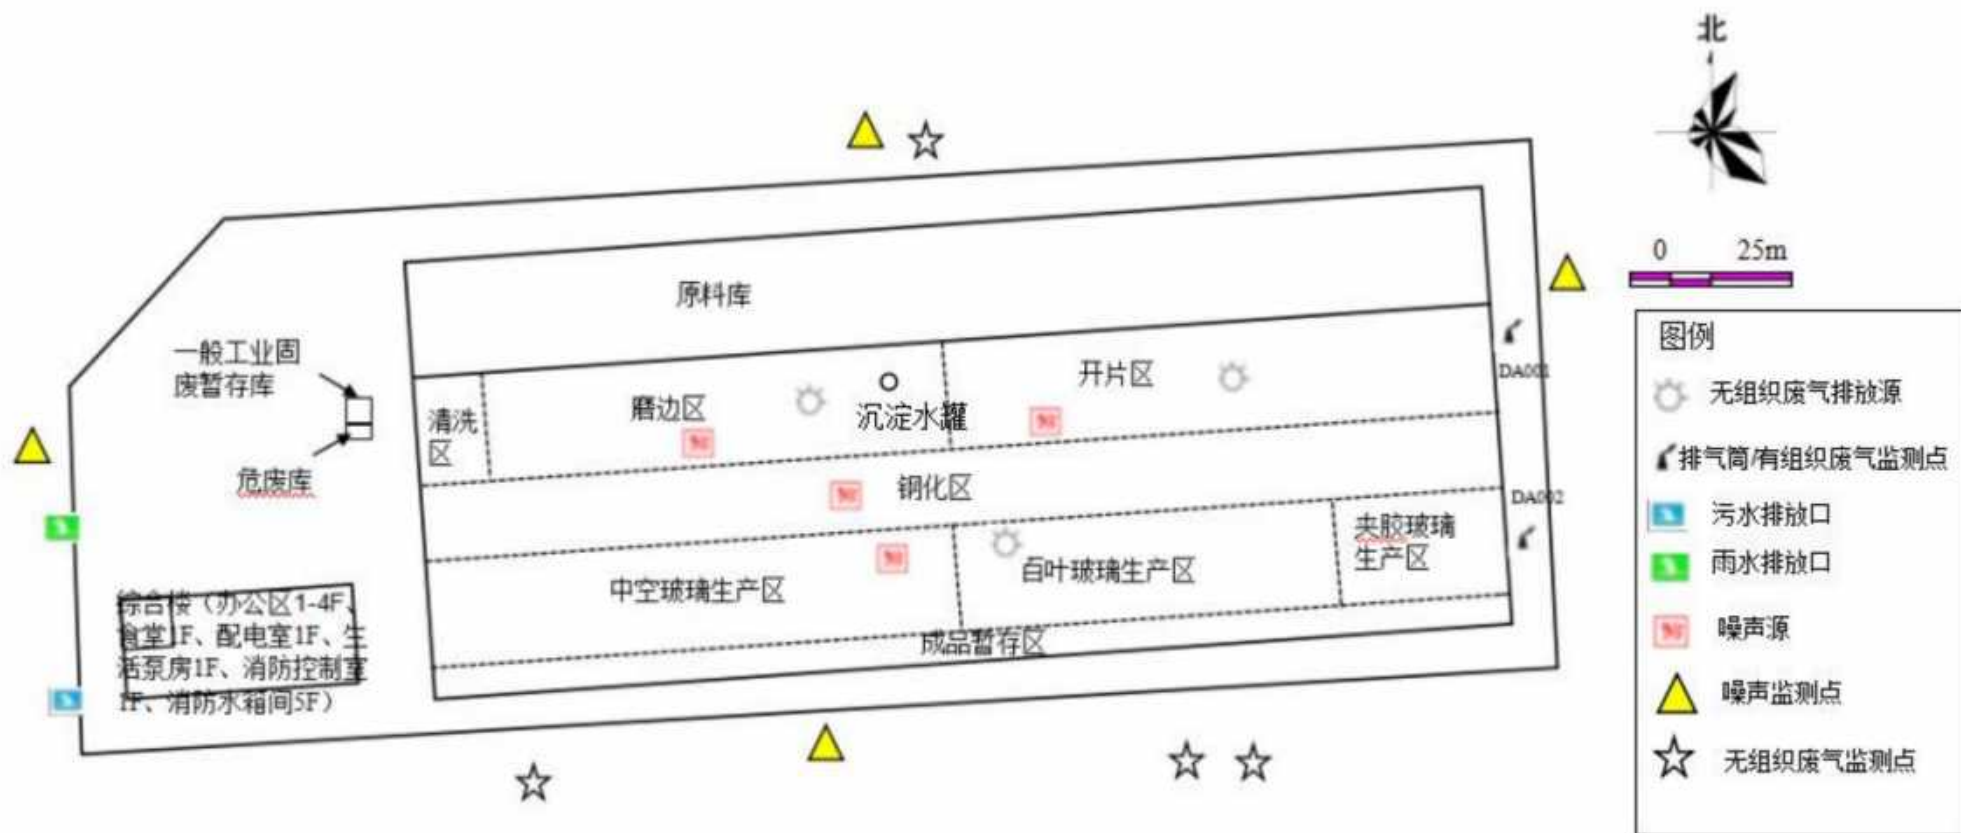 北
0 25m
原料库
一般工业固
废暂存库
危废库
清洗
区
磨边区
沉淀水罐
开片区
DA001
钢化区
DA002
中空玻璃生产区
百叶玻璃生产区
夹胶玻璃
生产区
成品暂存区
综合楼（办公区1-4F、
食堂1F、配电室1F、生
活泵房1F、消防控制室
1F、消防水箱间5F）
图例
无组织废气排放源
排气筒/有组织废气监测点
污水排放口
雨水排放口
噪声源
噪声监测点
无组织废气监测点